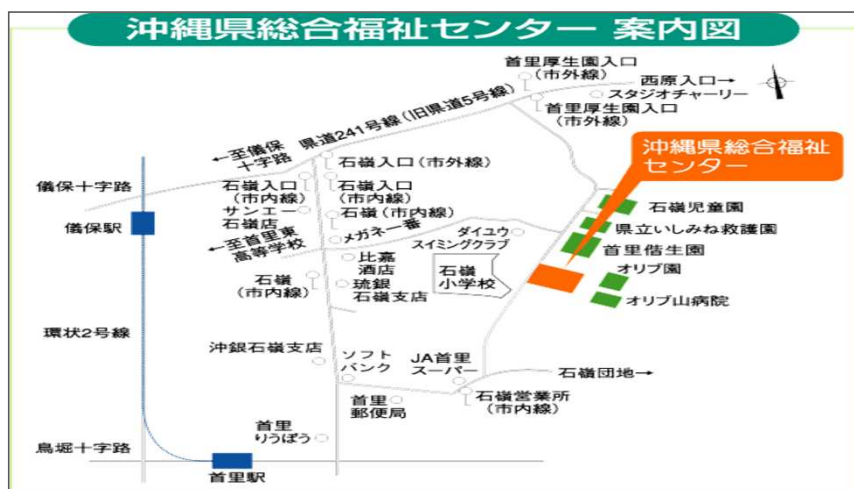 沖縄県総合福祉センター 案内図
首里厚生園入口
(市外線)
西原入口→
スタジオチャーリー
首里厚生園入口
(市外線)
県道241号線(旧県道5号線)
←至儀保
十字路
沖縄県総合福祉
センター
石嶺入口(市外線)
儀保十字路
石嶺入口
(市内線)
石嶺入口
(市内線)
サンエー
石嶺店
石嶺(市内線)
石嶺児童園
儀保駅
県立いしみね救護園
←至首里東
高等学校
メガネ一番
ダイユウ
スイミングクラブ
首里偕生園
比嘉
酒店
石嶺
小学校
オリブ園
石嶺
(市内線)
琉銀
石嶺支店
オリブ山病院
環状2号線
沖銀石嶺支店
ソフト
バンク
JA首里
スーパー
石嶺団地→
首里
郵便局
石嶺営業所
(市内線)
首里
りうぼう
鳥堀十字路
首里駅